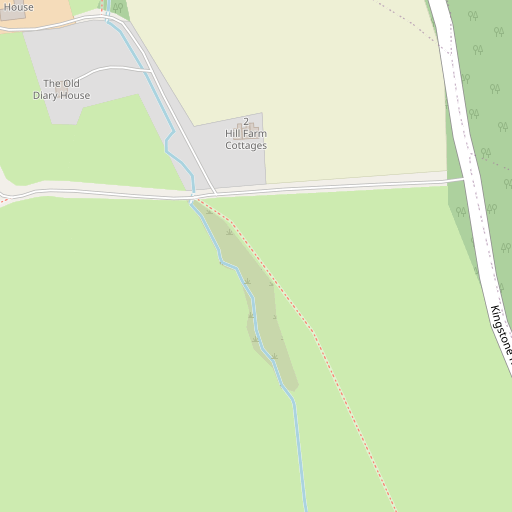 House
The Old
Diary House
2
Hill Farm
Cottages
Kingstone